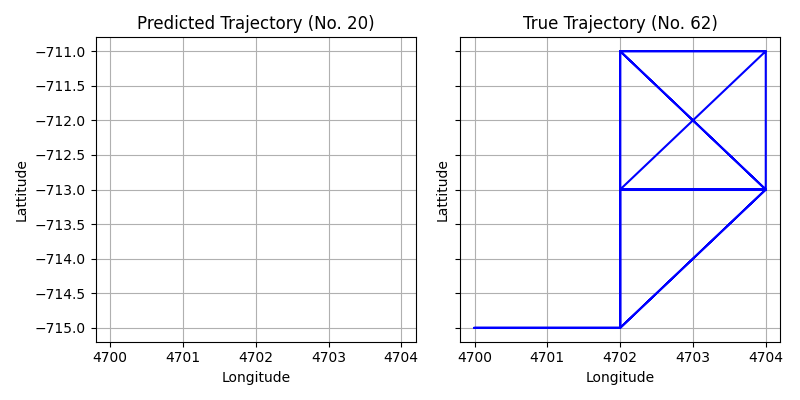 Predicted Trajectory (No. 20)
True Trajectory (No. 62)
−711.0
−711.5
−712.0
−712.5
−713.0
−713.5
−714.0
−714.5
−715.0
Lattitude
Lattitude
4700 4701 4702 4703 4704
4700 4701 4702 4703 4704
Longitude
Longitude